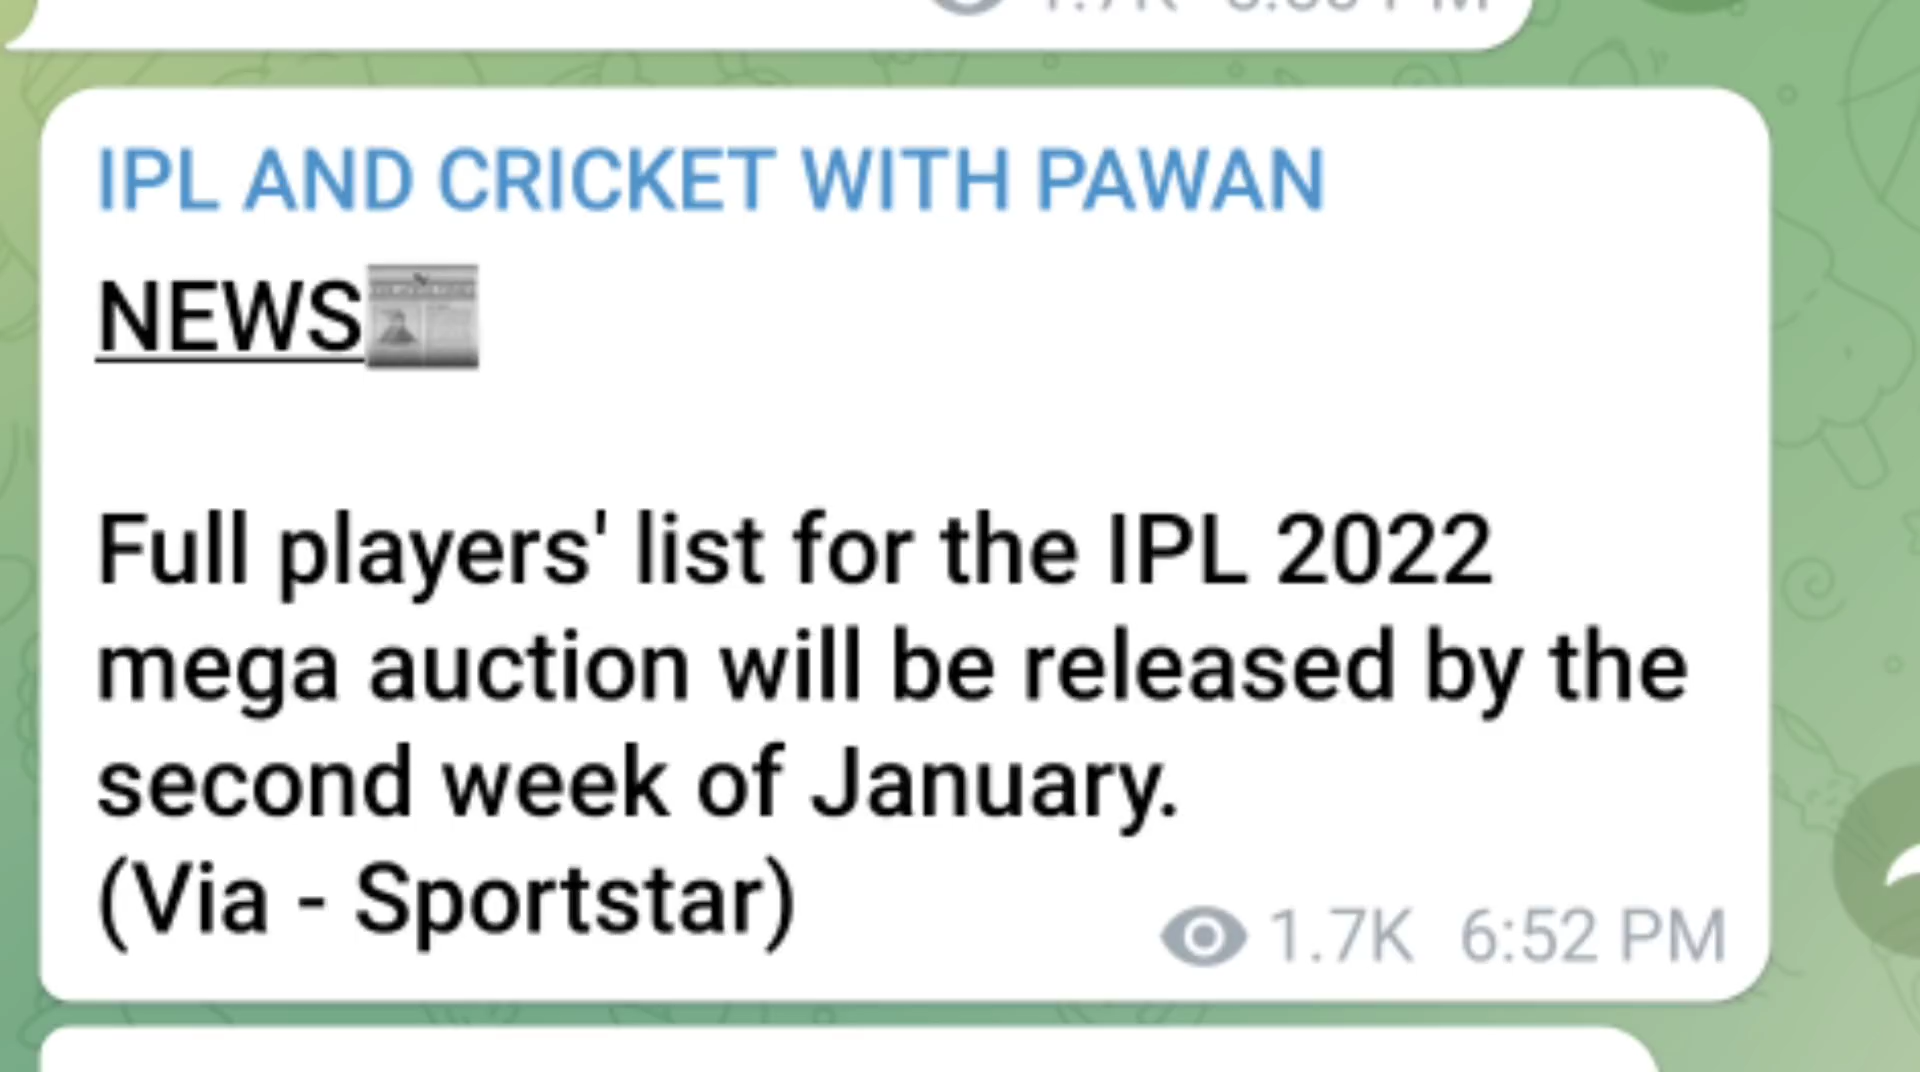 IPL AND CRICKET WITH PAWAN
NEWS📰
Full players' list for the IPL 2022
mega auction will be released by the
second week of January.
(Via - Sportstar)
1.7K 6:52 PM